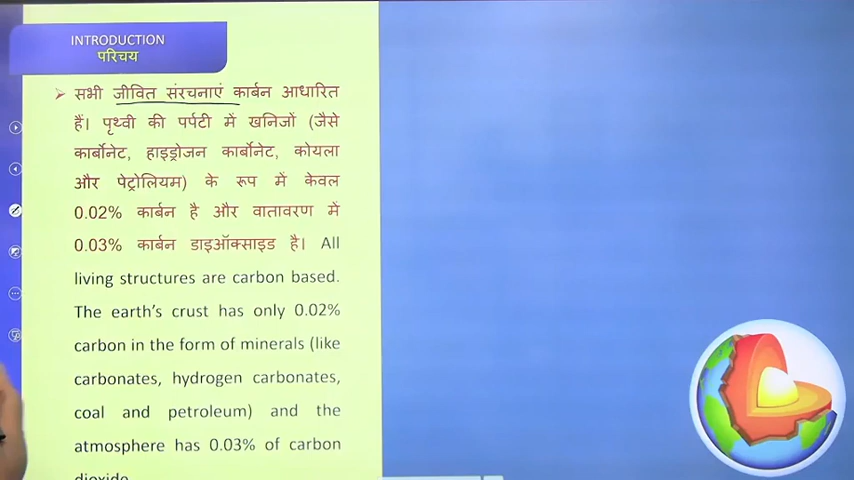 INTRODUCTION
परिचय
➢ सभी जीवित संरचनाएं कार्बन आधारित
हैं। पृथ्वी की पर्पटी में खनिजों (जैसे
कार्बोनेट, हाइड्रोजन कार्बोनेट, कोयला
और पेट्रोलियम) के रूप में केवल
0.02% कार्बन है और वातावरण में
0.03% कार्बन डाइऑक्साइड है। All
living structures are carbon based.
The earth’s crust has only 0.02%
carbon in the form of minerals (like
carbonates, hydrogen carbonates,
coal and petroleum) and the
atmosphere has 0.03% of carbon
dioxide